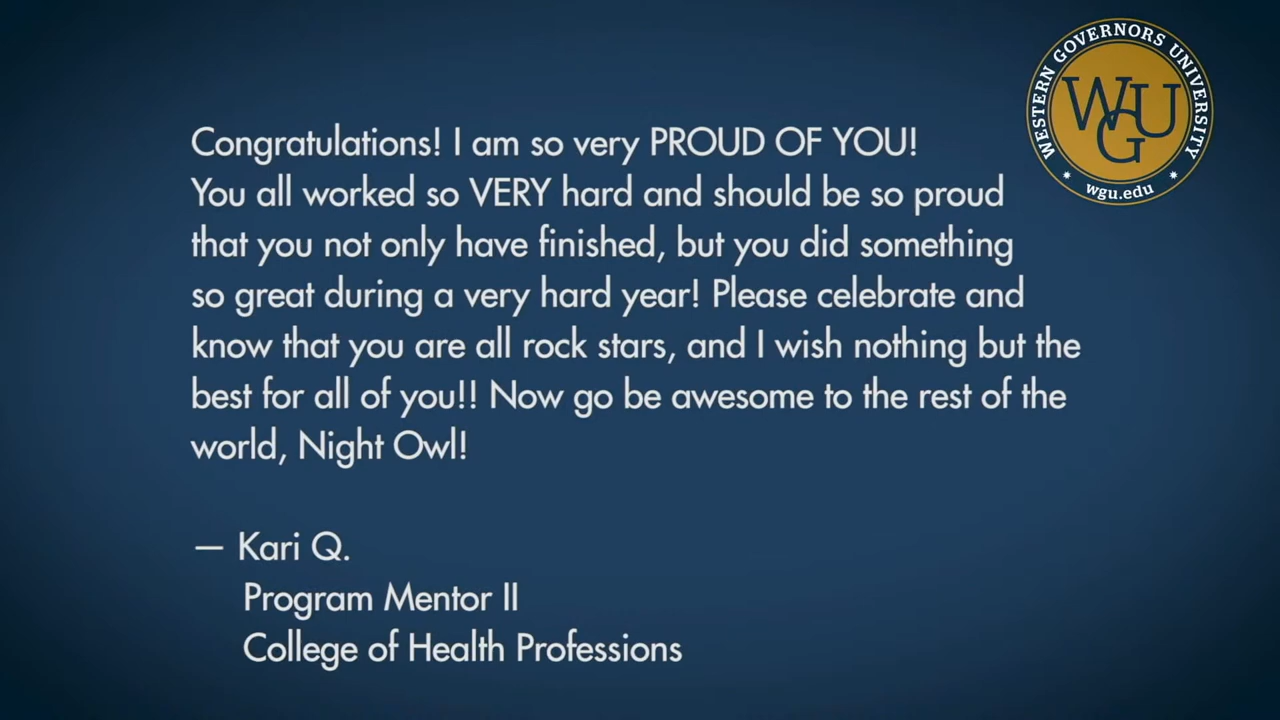 WESTERN GOVERNORS UNIVERSITY
WGU
wgu.edu
Congratulations! I am so very PROUD OF YOU!
You all worked so VERY hard and should be so proud
that you not only have finished, but you did something
so great during a very hard year! Please celebrate and
know that you are all rock stars, and I wish nothing but the
best for all of you!! Now go be awesome to the rest of the
world, Night Owl!
— Kari Q.
Program Mentor II
College of Health Professions